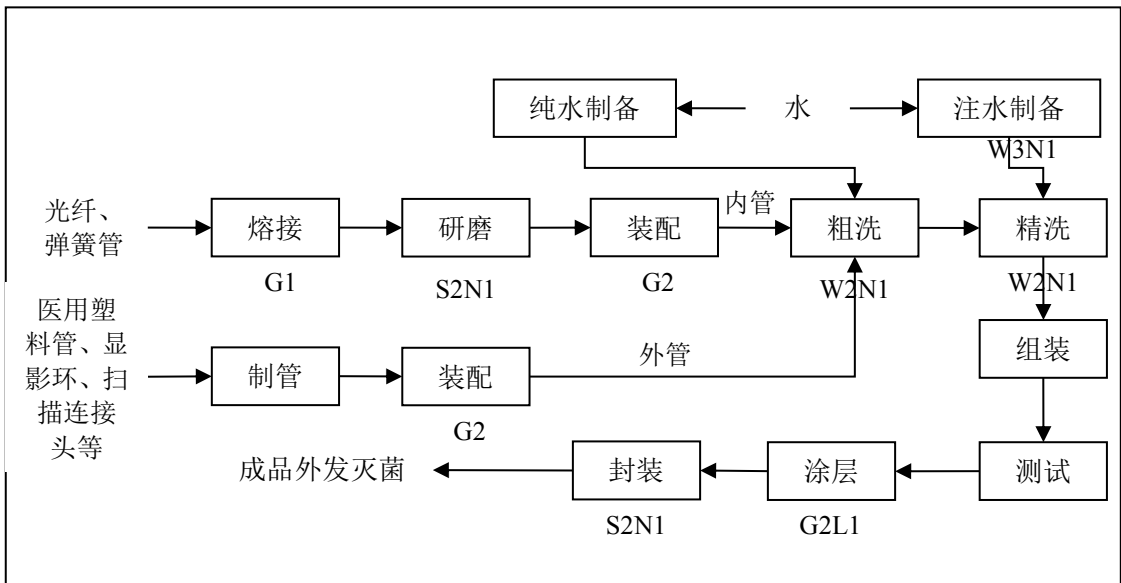 纯水制备
水
注水制备
W3N1
光纤、
弹簧管
熔接
研磨
装配
内管
粗洗
精洗
G1
S2N1
G2
W2N1
W2N1
医用塑
料管、显
影环、扫
描连接
头等
制管
装配
外管
组装
G2
成品外发灭菌
封装
涂层
测试
S2N1
G2L1